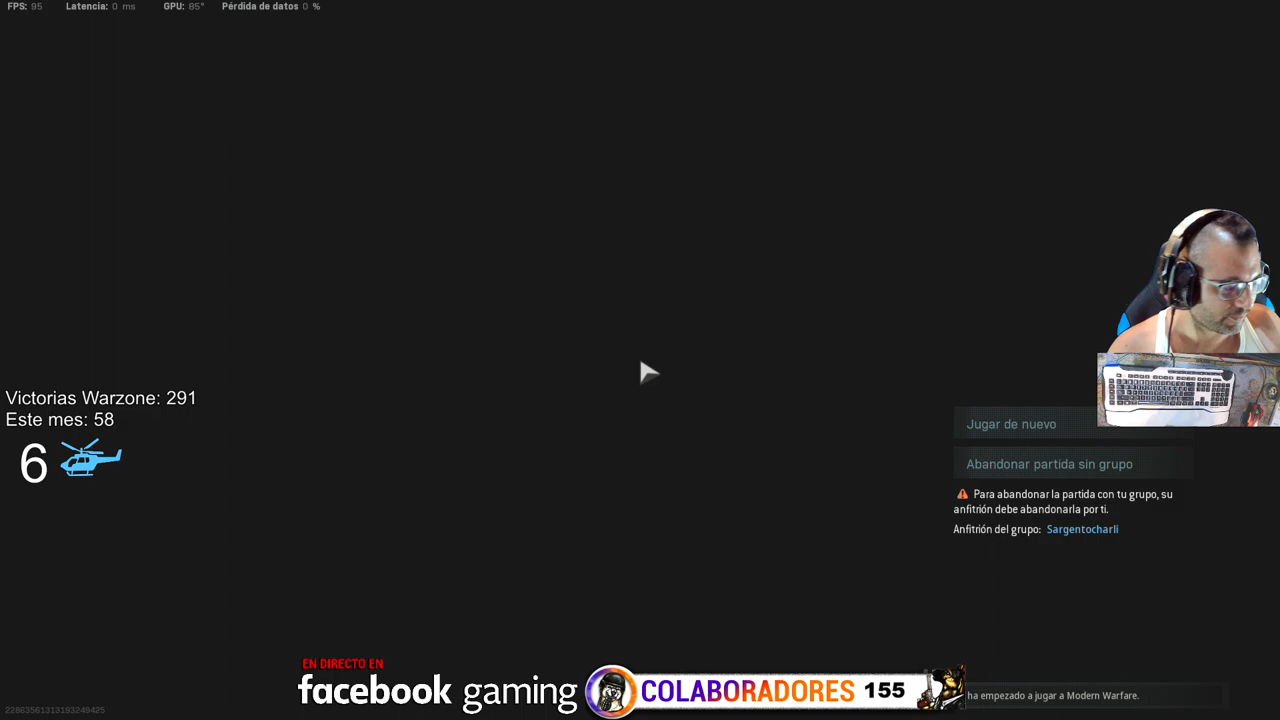 FPS: 95 Latencia: 0 ms GPU: 85° Pérdida de datos 0 %
Victorias Warzone: 291
Este mes: 58
6
Jugar de nuevo
Abandonar partida sin grupo
Para abandonar la partida con tu grupo, su
anfitrión debe abandonarla por ti.
Anfitrión del grupo: Sargentocharli
EN DIRECTO EN
facebook gaming
COLABORADORES 155
ha empezado a jugar a Modern Warfare.